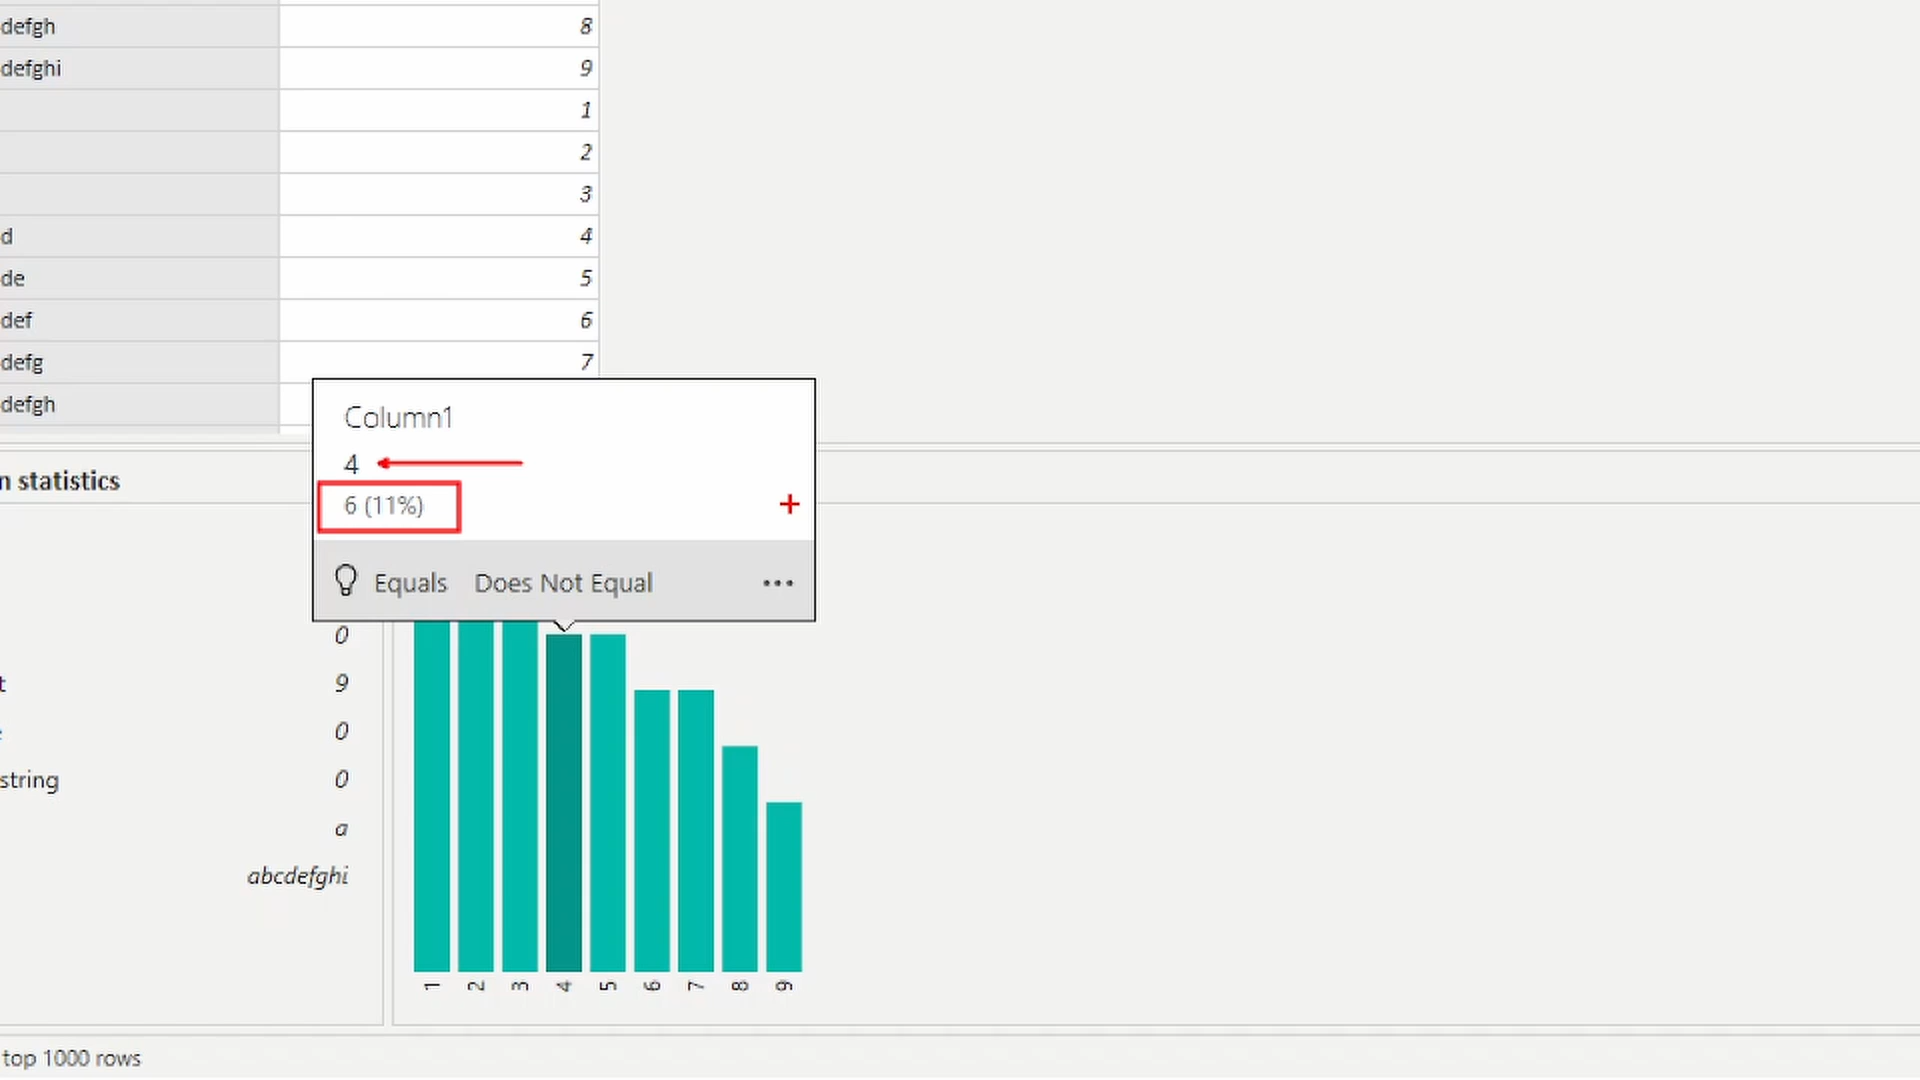 defgh 8
defghi 9
1
2
3
d 4
de 5
def 6
defg 7
defgh
Column1
4
n statistics
6 (11%) +
Equals Does Not Equal •••
0
t 9
0
string 0
a
abcdefghi
1 2 3 4 5 6 7 8 9
top 1000 rows